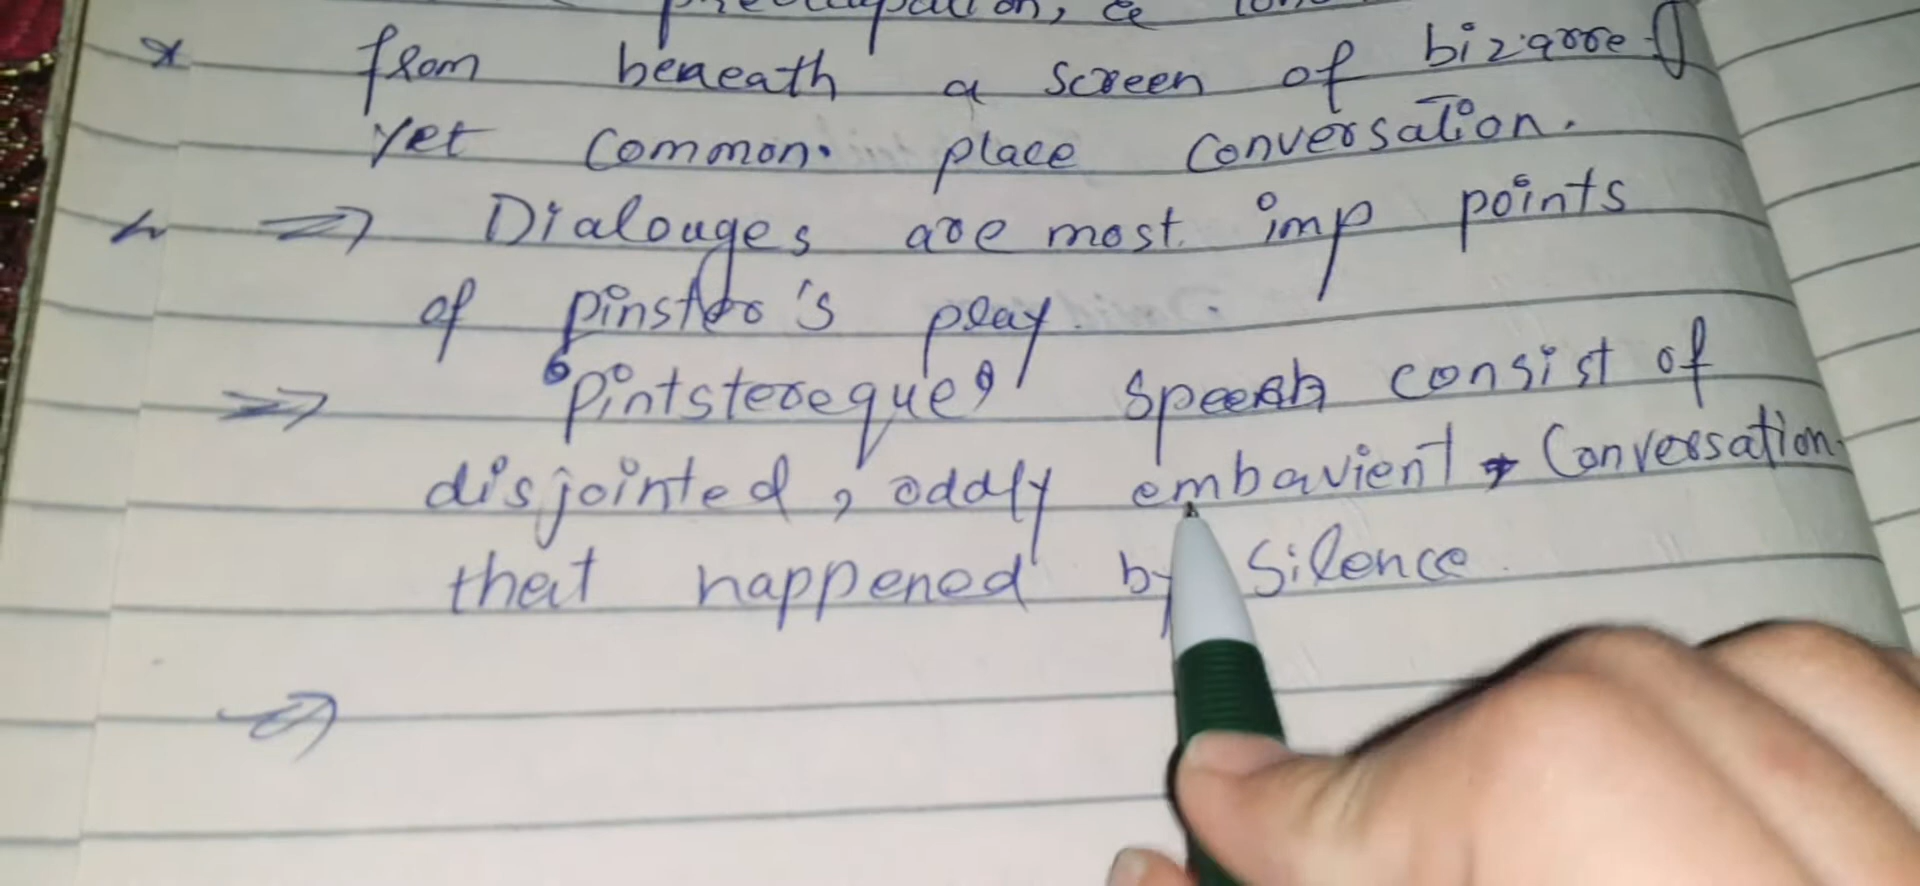 from beneath a screen of bizarre
yet common. place conversation.
⇒ Dialouges are most imp points
of pinster's play.
⇒ 'Pintstereque' speech consist of
disjointed, oddly embavient Conversation
that happened by Silence